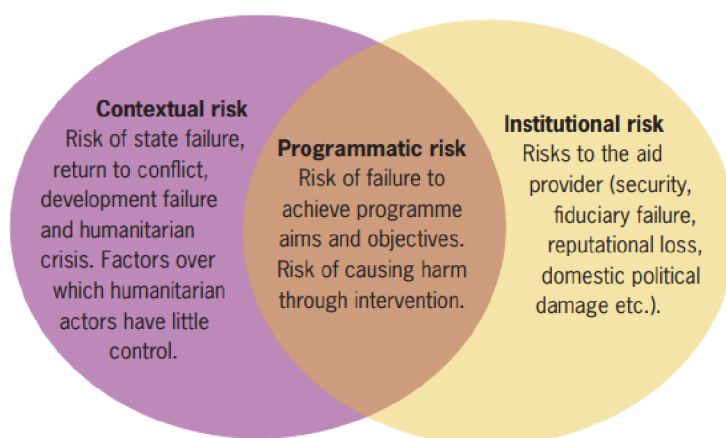 Contextual risk
Risk of state failure,
return to conflict,
development failure
and humanitarian
crisis. Factors over
which humanitarian
actors have little
control.
Programmatic risk
Risk of failure to
achieve programme
aims and objectives.
Risk of causing harm
through intervention.
Institutional risk
Risks to the aid
provider (security,
fiduciary failure,
reputational loss,
domestic political
damage etc.).